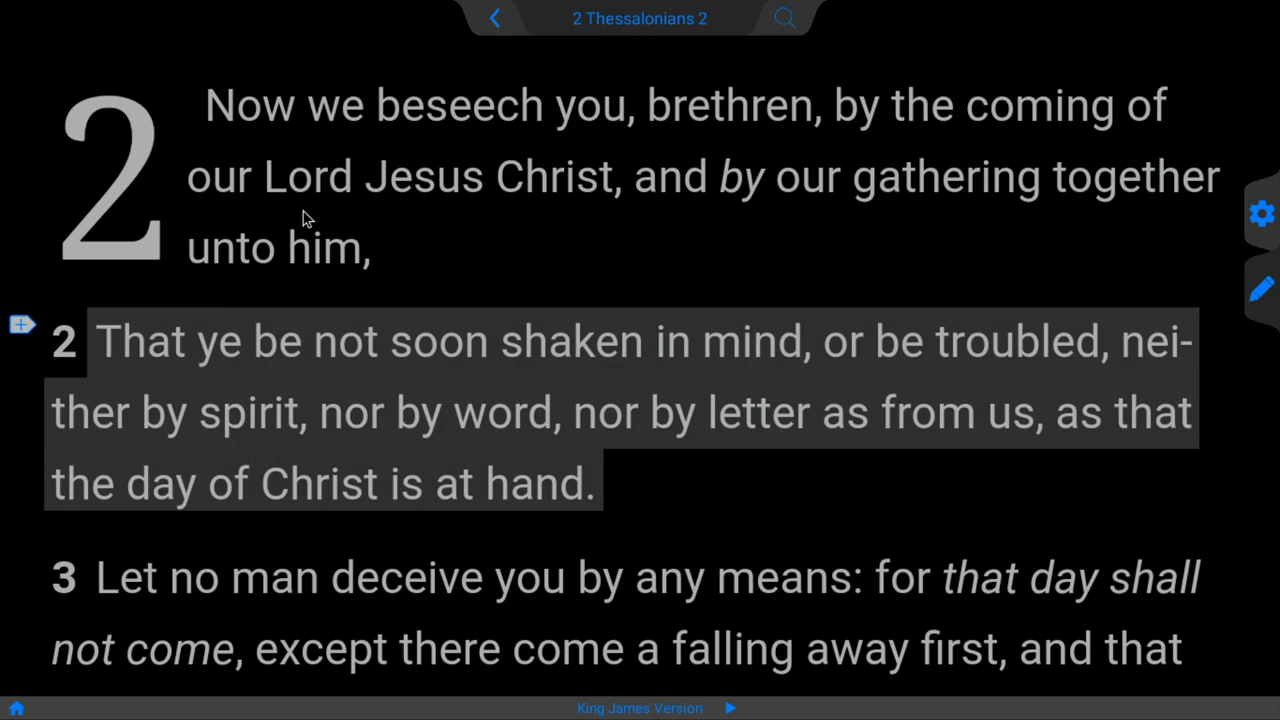 2 Thessalonians 2
2 Now we beseech you, brethren, by the coming of
our Lord Jesus Christ, and by our gathering together
unto him,
2 That ye be not soon shaken in mind, or be troubled, nei-
ther by spirit, nor by word, nor by letter as from us, as that
the day of Christ is at hand.
3 Let no man deceive you by any means: for that day shall
not come, except there come a falling away first, and that
King James Version